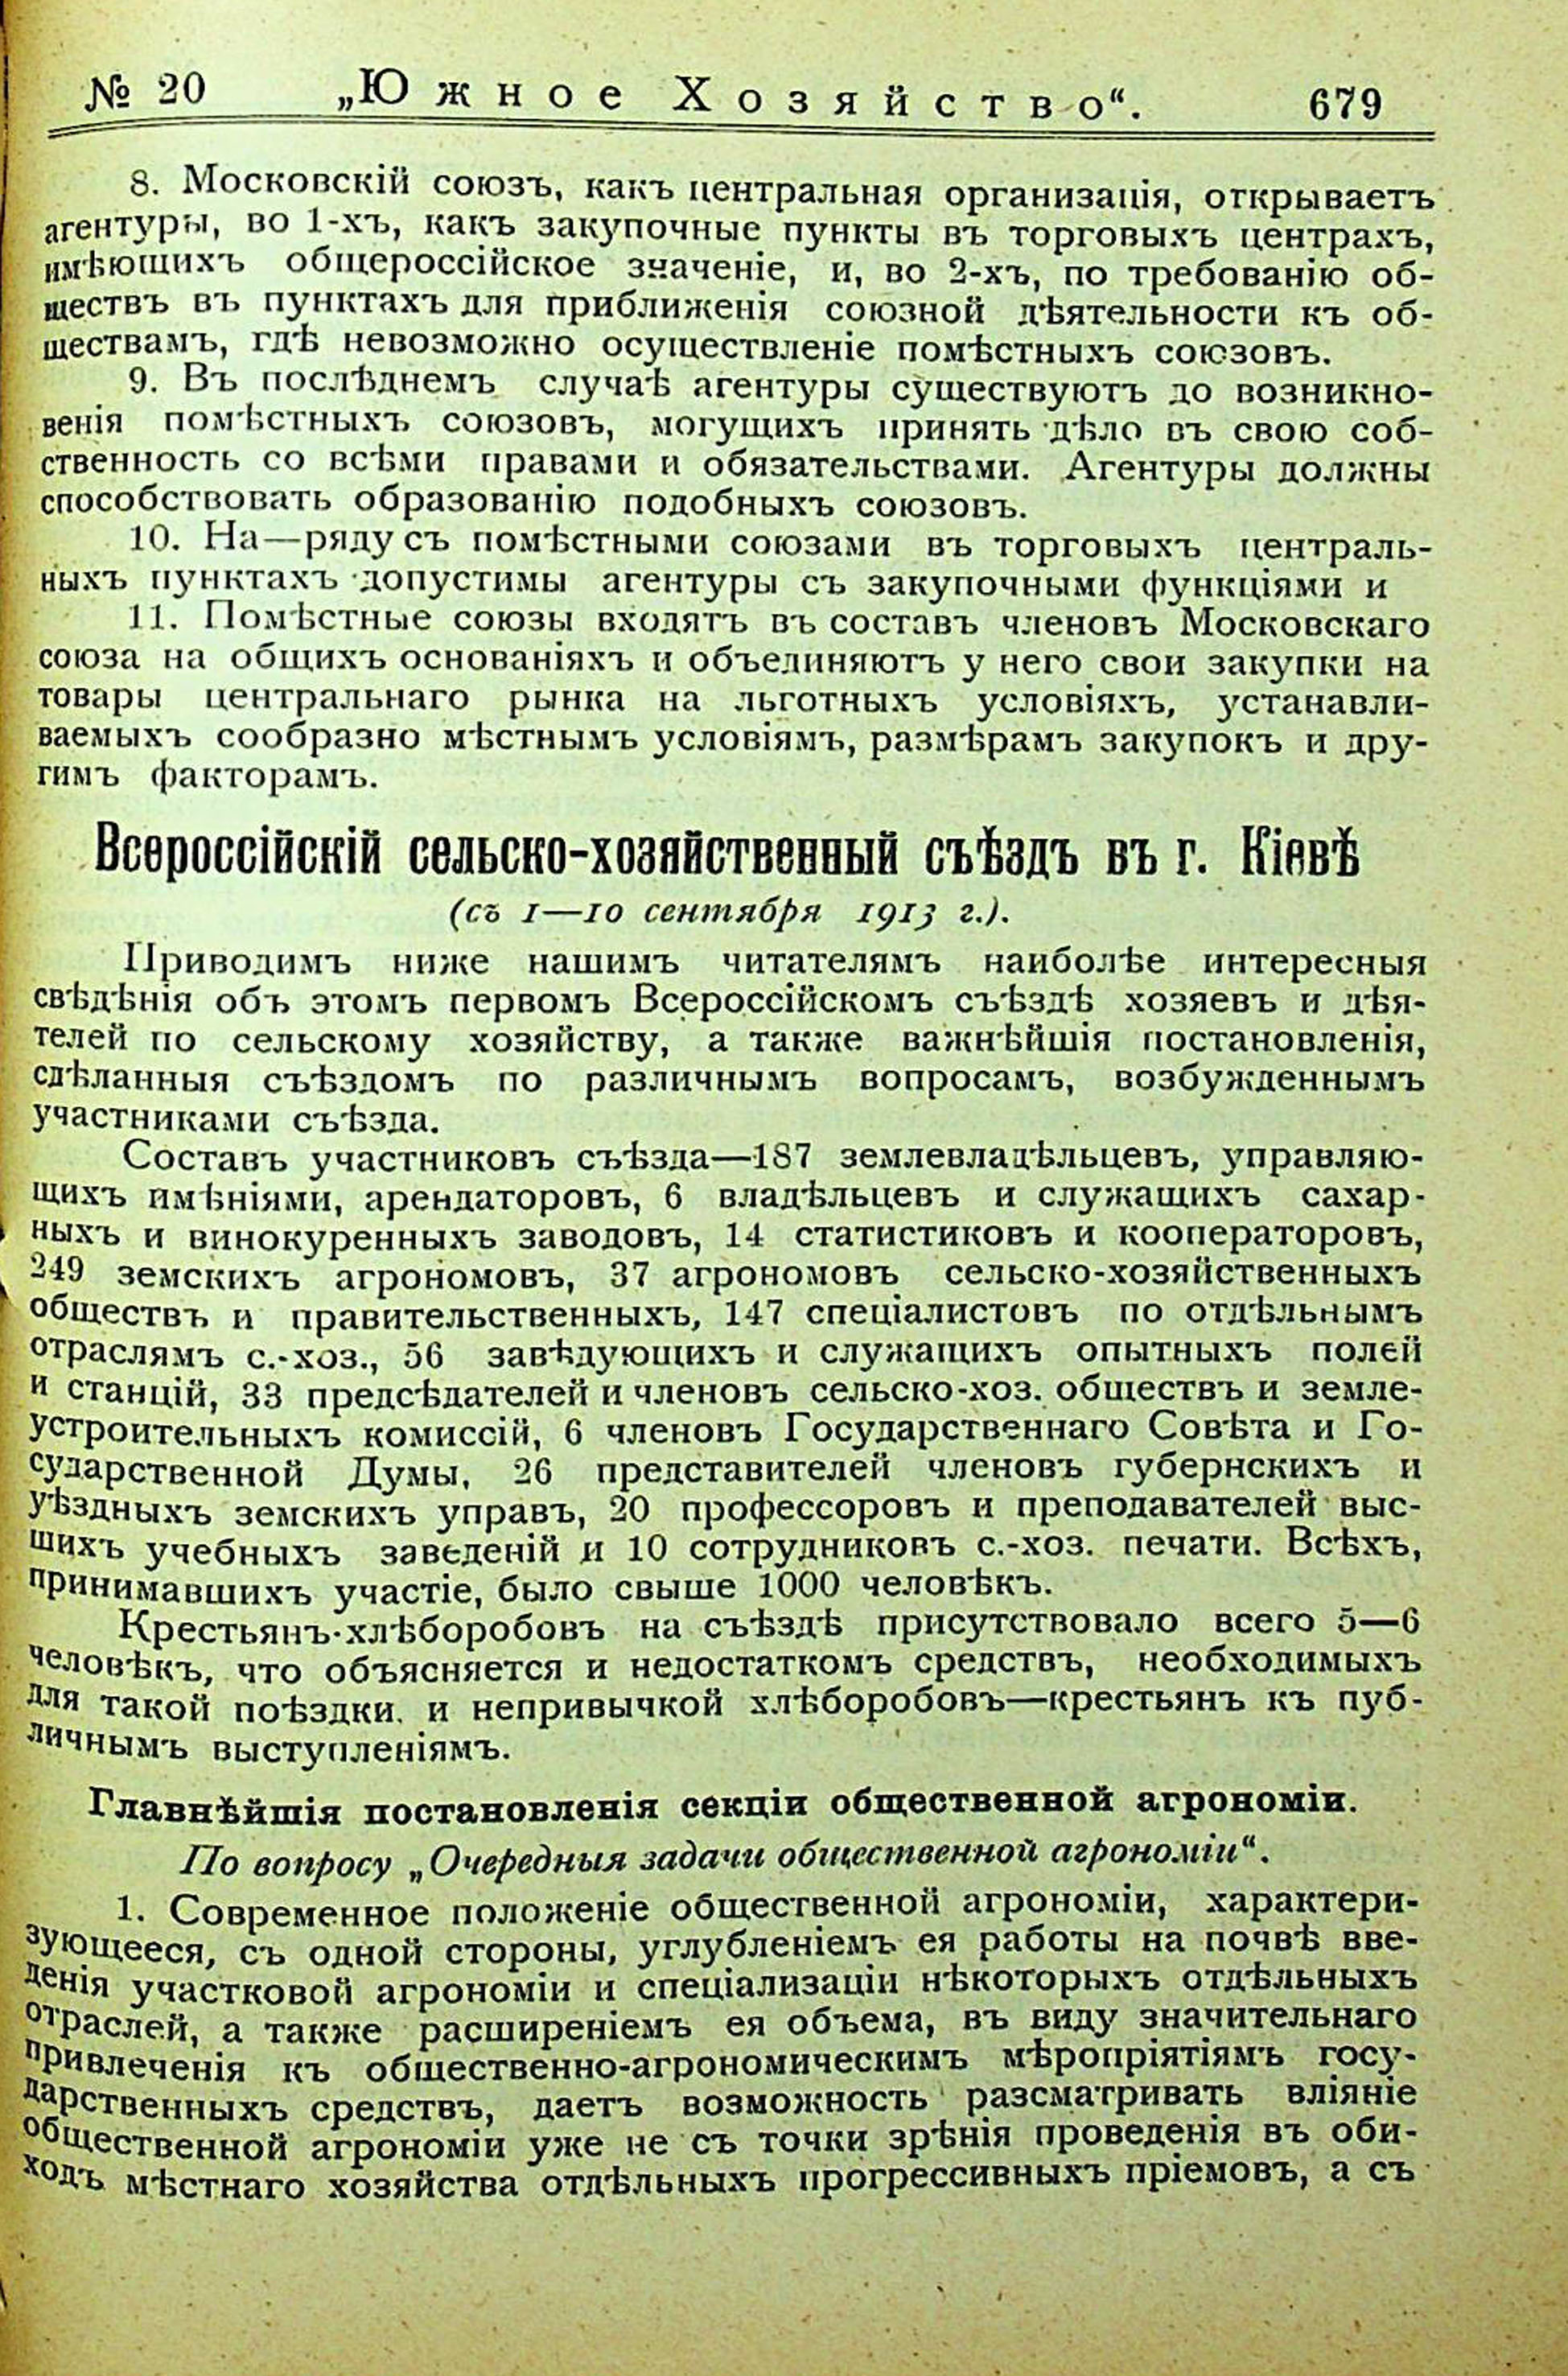 № 20 „Южное Хозяйство“. 679
8. Московскій союзъ, какъ центральная организація, открываетъ
агентуры, во 1-хъ, какъ закупочные пункты въ торговыхъ центрахъ,
имѣющихъ общероссійское значеніе, и, во 2-хъ, по требованію об-
ществъ въ пунктахъ для приближенія союзной дѣятельности къ об-
ществамъ, гдѣ невозможно осуществленіе помѣстныхъ союзовъ.
9. Въ послѣднемъ случаѣ агентуры существуютъ до возникно-
венія помѣстныхъ союзовъ, могущихъ принять дѣло въ свою соб-
ственность со всѣми правами и обязательствами. Агентуры должны
способствовать образованію подобныхъ союзовъ.
10. На—ряду съ помѣстными союзами въ торговыхъ централь-
ныхъ пунктахъ допустимы агентуры съ закупочными функціями и
11. Помѣстные союзы входятъ въ составъ членовъ Московскаго
союза на общихъ основаніяхъ и объединяютъ у него свои закупки на
товары центральнаго рынка на льготныхъ условіяхъ, устанавли-
ваемыхъ сообразно мѣстнымъ условіямъ, размѣрамъ закупокъ и дру-
гимъ факторамъ.
Всероссійскій сельско-хозяйственный съѣздъ въ г. Кіевѣ
(съ 1—10 сентября 1913 г.).
Приводимъ ниже нашимъ читателямъ наиболѣе интересныя
свѣдѣнія объ этомъ первомъ Всероссійскомъ съѣздѣ хозяевъ и дѣя-
телей по сельскому хозяйству, а также важнѣйшія постановленія,
сдѣланныя съѣздомъ по различнымъ вопросамъ, возбужденнымъ
участниками съѣзда.
Составъ участниковъ съѣзда—187 землевладѣльцевъ, управляю-
щихъ имѣніями, арендаторовъ, 6 владѣльцевъ и служащихъ сахар-
ныхъ и винокуренныхъ заводовъ, 14 статистиковъ и кооператоровъ,
249 земскихъ агрономовъ, 37 агрономовъ сельско-хозяйственныхъ
обществъ и правительственныхъ, 147 спеціалистовъ по отдѣльнымъ
отраслямъ с.-хоз., 56 завѣдующихъ и служащихъ опытныхъ полей
и станцій, 33 предсѣдателей и членовъ сельско-хоз. обществъ и земле-
устроительныхъ комиссій, 6 членовъ Государственнаго Совѣта и Го-
сударственной Думы, 26 представителей членовъ губернскихъ и
уѣздныхъ земскихъ управъ, 20 профессоровъ и преподавателей выс-
шихъ учебныхъ заведеній и 10 сотрудниковъ с.-хоз. печати. Всѣхъ,
принимавшихъ участіе, было свыше 1000 человѣкъ.
Крестьянъ-хлѣборобовъ на съѣздѣ присутствовало всего 5—6
человѣкъ, что объясняется и недостаткомъ средствъ, необходимыхъ
для такой поѣздки. и непривычкой хлѣборобовъ—крестьянъ къ пуб-
личнымъ выступленіямъ.
Главнѣйшія постановленія секціи общественной агрономіи.
По вопросу „Очередныя задачи общественной агрономіи“.
1. Современное положеніе общественной агрономіи, характери-
зующееся, съ одной стороны, углубленіемъ ея работы на почвѣ вве-
денія участковой агрономіи и спеціализаціи нѣкоторыхъ отдѣльныхъ
отраслей, а также расширеніемъ ея объема, въ виду значительнаго
привлеченія къ общественно-агрономическимъ мѣропріятіямъ госу-
дарственныхъ средствъ, даетъ возможность разсматривать вліяніе
общественной агрономіи уже не съ точки зрѣнія проведенія въ оби-
ходъ мѣстнаго хозяйства отдѣльныхъ прогрессивныхъ пріемовъ, а съ